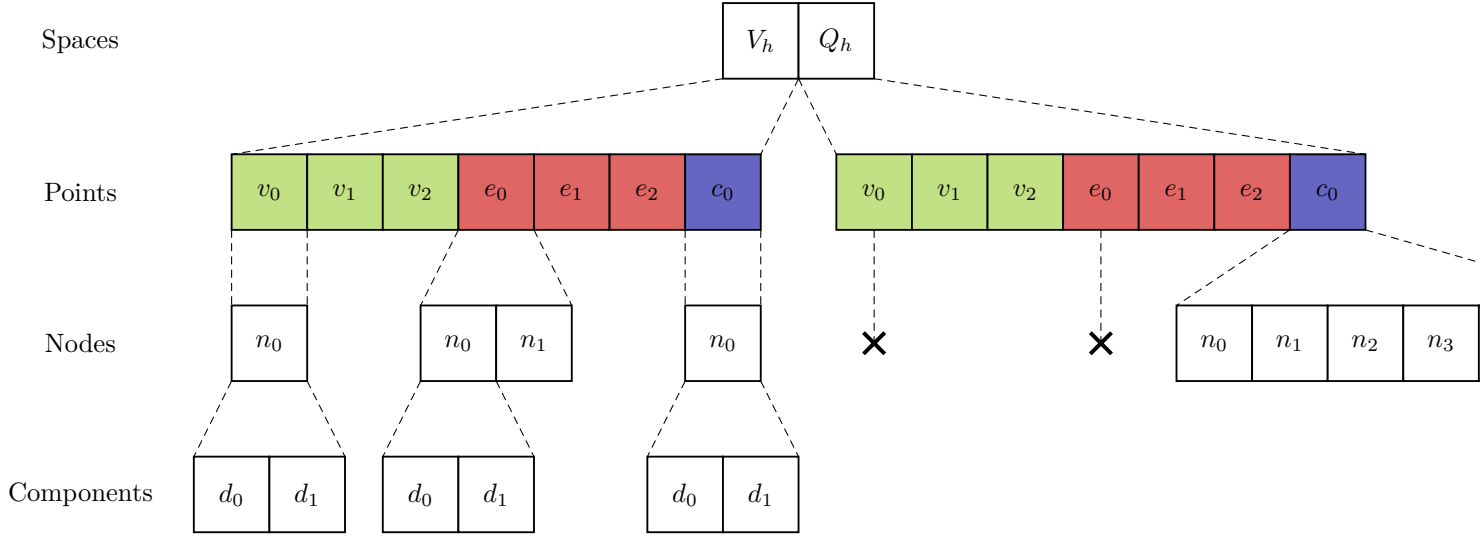 Spaces V_h Q_h
Points v_0 v_1 v_2 e_0 e_1 e_2 c_0 v_0 v_1 v_2 e_0 e_1 e_2 c_0
Nodes n_0 n_0 n_1 n_0 n_0 n_1 n_2 n_3
Components d_0 d_1 d_0 d_1 d_0 d_1